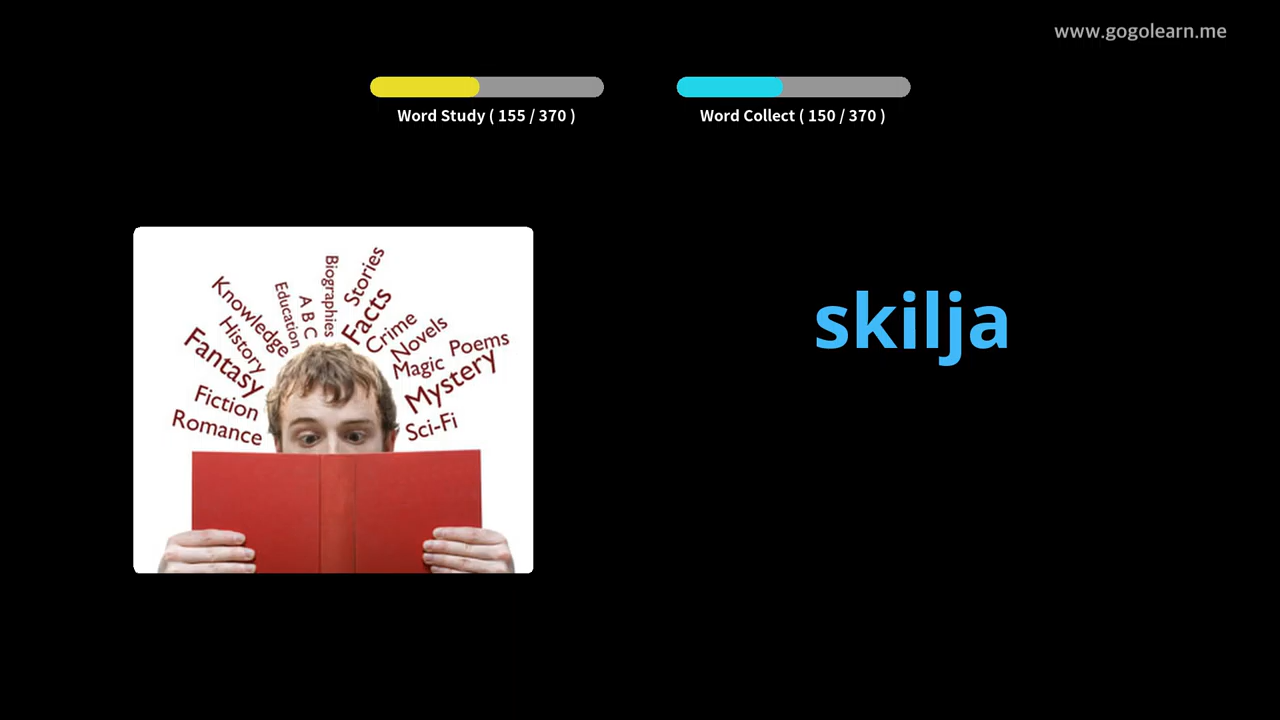 www.gogolearn.me
Word Study ( 155 / 370 )
Word Collect ( 150 / 370 )
skilja
Stories
Biographies
Facts
A B C
Education
Knowledge
Crime
History
Novels
Poems
Fantasy
Magic
Mystery
Fiction
Romance
Sci-Fi